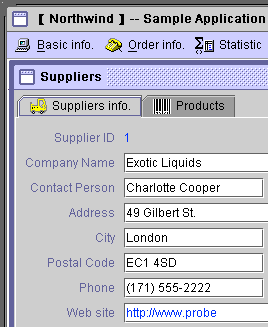 [ Northwind ] -- Sample Application
Basic info. Order info. Statistic
Suppliers
Suppliers info. Products
Supplier ID 1
Company Name Exotic Liquids
Contact Person Charlotte Cooper
Address 49 Gilbert St.
City London
Postal Code EC1 4SD
Phone (171) 555-2222
Web site http://www.probe